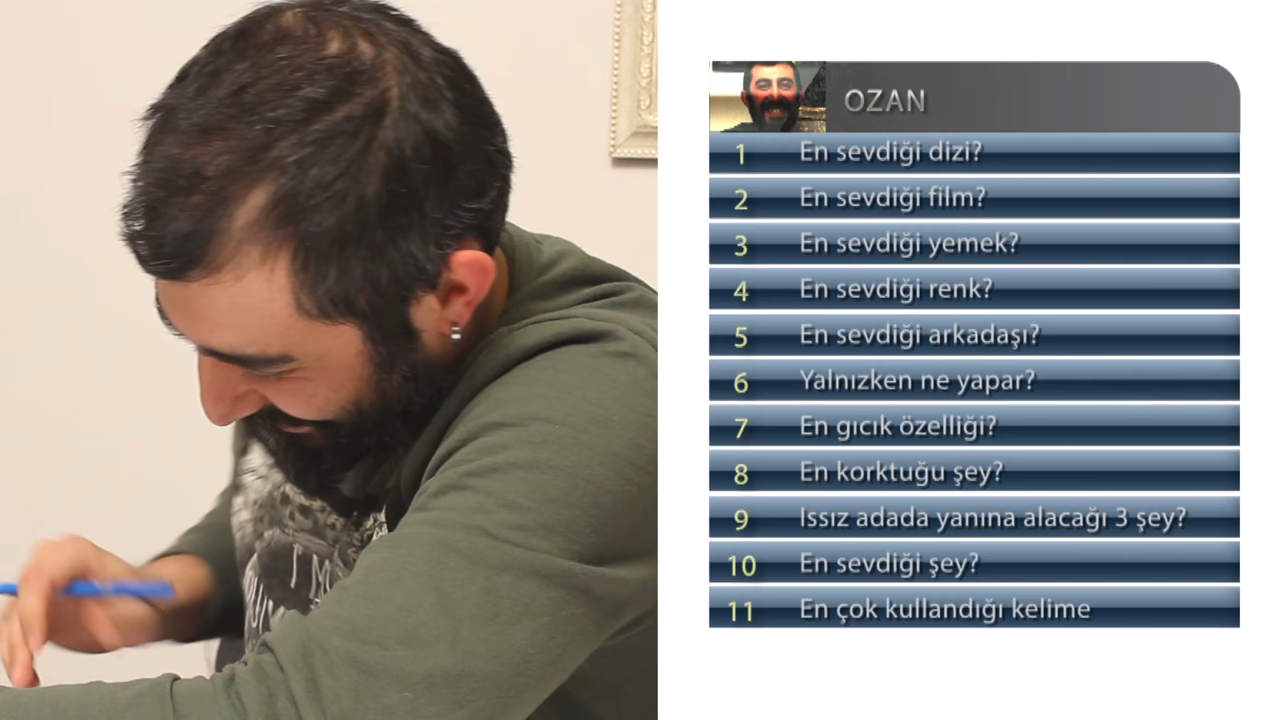 OZAN
1 En sevdiği dizi?
2 En sevdiği film?
3 En sevdiği yemek?
4 En sevdiği renk?
5 En sevdiği arkadaşı?
6 Yalnızken ne yapar?
7 En gıcık özelliği?
8 En korktuğu şey?
9 Issız adada yanına alacağı 3 şey?
10 En sevdiği şey?
11 En çok kullandığı kelime